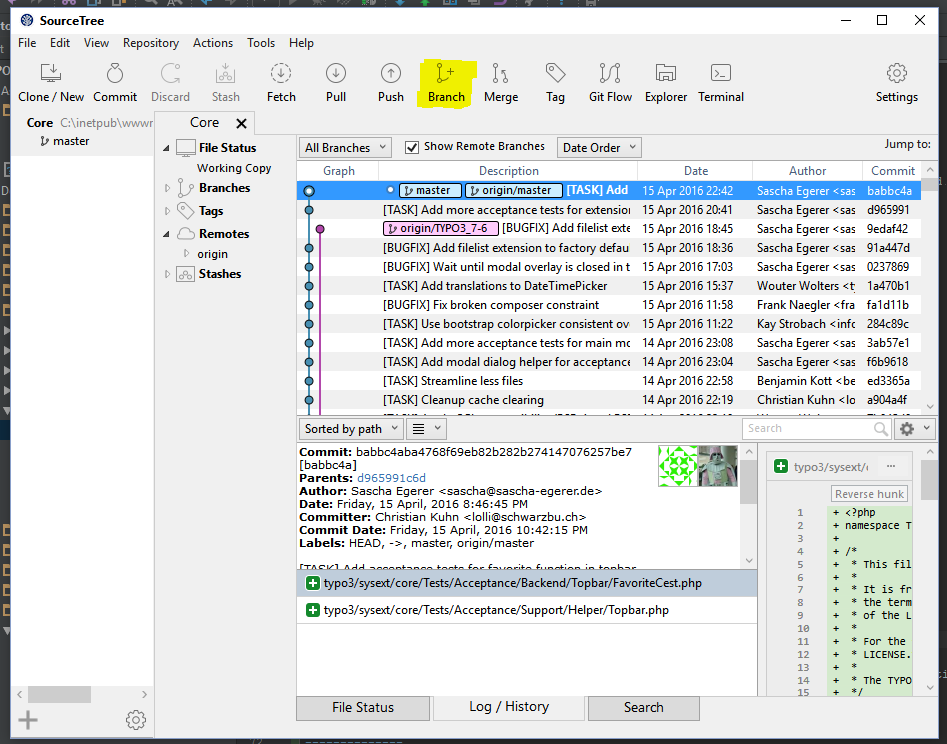 SourceTree
File Edit View Repository Actions Tools Help
Clone / New Commit Discard Stash Fetch Pull Push Branch Merge Tag Git Flow Explorer Terminal Settings
Core C:\inetpub\wwwr
master
Core
File Status
Working Copy
Branches
Tags
Remotes
origin
Stashes
All Branches Show Remote Branches Date Order Jump to:
Graph Description Date Author Commit
master origin/master [TASK] Add 15 Apr 2016 22:42 Sascha Egerer <sas babbc4a
[TASK] Add more acceptance tests for extension 15 Apr 2016 20:41 Sascha Egerer <sas d965991
origin/TYPO3_7-6 [BUGFIX] Add filelist exte 15 Apr 2016 18:45 Sascha Egerer <sas 9edaf42
[BUGFIX] Add filelist extension to factory defau 15 Apr 2016 18:36 Sascha Egerer <sas 91a447d
[BUGFIX] Wait until modal overlay is closed in t 15 Apr 2016 17:03 Sascha Egerer <sas 0237869
[TASK] Add translations to DateTimePicker 15 Apr 2016 15:37 Wouter Wolters <ty 1a470b1
[BUGFIX] Fix broken composer constraint 15 Apr 2016 11:58 Frank Naegler <fra fa1d11b
[TASK] Use bootstrap colorpicker consistent ov 15 Apr 2016 11:22 Kay Strobach <info 284c89c
[TASK] Add more acceptance tests for main mo 14 Apr 2016 23:08 Sascha Egerer <sas 3ab57e1
[TASK] Add modal dialog helper for acceptance 14 Apr 2016 23:04 Sascha Egerer <sas f6b9618
[TASK] Streamline less files 14 Apr 2016 22:58 Benjamin Kott <be ed3365a
[TASK] Cleanup cache clearing 14 Apr 2016 22:19 Christian Kuhn <lo a904a4f
Sorted by path Search
Commit: babbc4aba4768f69eb82b282b274147076257be7
[babbc4a]
Parents: d965991c6d
Author: Sascha Egerer <sascha@sascha-egerer.de>
Date: Friday, 15 April, 2016 8:46:45 PM
Committer: Christian Kuhn <lolli@schwarzbu.ch>
Commit Date: Friday, 15 April, 2016 10:42:15 PM
Labels: HEAD, ->, master, origin/master
[TASK] Add acceptance tests for favorite function in topbar
typo3/sysext/core/Tests/Acceptance/Backend/Topbar/FavoriteCest.php
typo3/sysext/core/Tests/Acceptance/Support/Helper/Topbar.php
typo3/sysext/ ...
Reverse hunk
1 + <?php
2 + namespace T
3 +
4 + /*
5 + * This fil
6 + *
7 + * It is fr
8 + * the term
9 + * of the L
10 + *
11 + * For the
12 + * LICENSE.
13 + *
14 + * The TYPO
15 + */
File Status Log / History Search